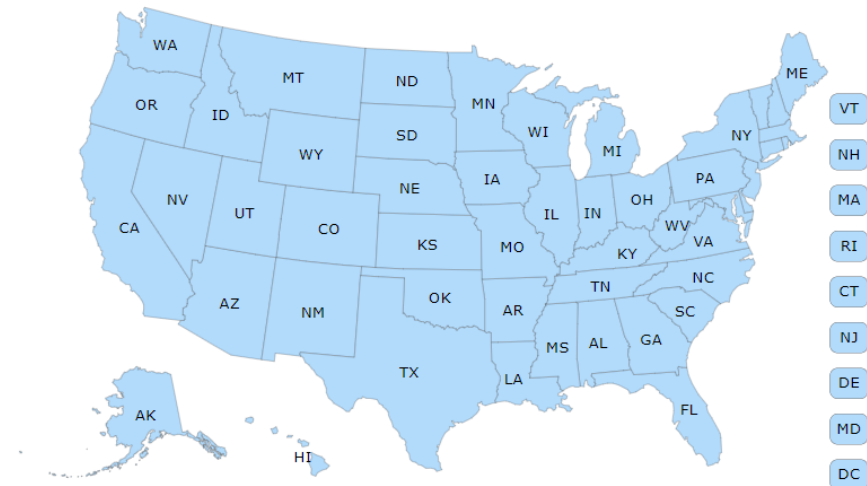 WA
MT
ND
MN
ME
OR
ID
SD
WI
MI
NY
VT
WY
NH
NE
IA
PA
NV
UT
CO
IL
IN
OH
MA
CA
KS
MO
WV
VA
RI
KY
AZ
NM
OK
TN
NC
CT
AR
SC
TX
MS
AL
GA
NJ
LA
DE
AK
FL
MD
HI
DC